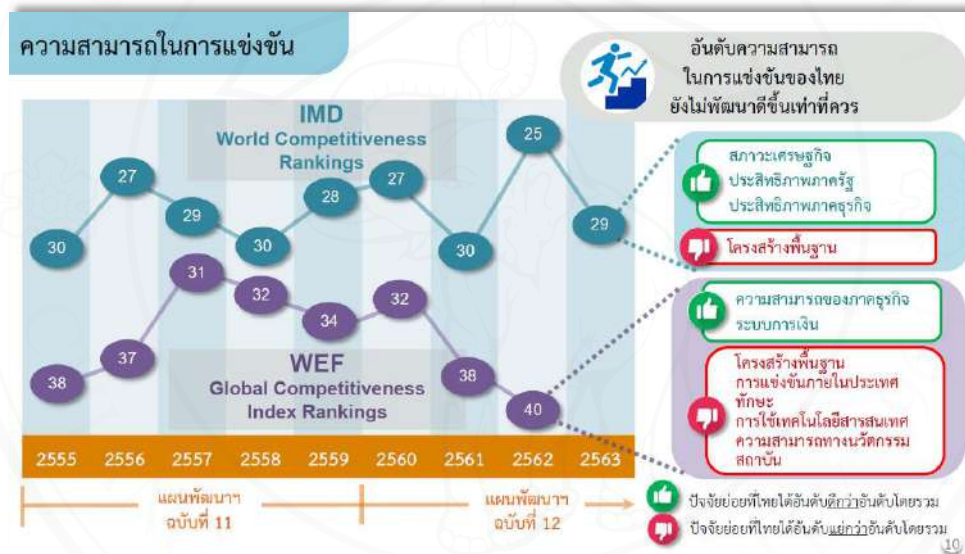 ความสามารถในการแข่งขัน
อันดับความสามารถ
ในการแข่งขันของไทย
ยังไม่พัฒนาดีขึ้นเท่าที่ควร
IMD
World Competitiveness
Rankings
30
27
29
30
28
27
30
25
29
สภาวะเศรษฐกิจ
ประสิทธิภาพภาครัฐ
ประสิทธิภาพภาคธุรกิจ
โครงสร้างพื้นฐาน
38
37
31
32
34
32
38
40
WEF
Global Competitiveness
Index Rankings
ความสามารถของภาคธุรกิจ
ระบบการเงิน
โครงสร้างพื้นฐาน
การแข่งขันภายในประเทศ
ทักษะ
การใช้เทคโนโลยีสารสนเทศ
ความสามารถทางนวัตกรรม
สถาบัน
2555 2556 2557 2558 2559 2560 2561 2562 2563
แผนพัฒนาฯ
ฉบับที่ 11
แผนพัฒนาฯ
ฉบับที่ 12
ปัจจัยย่อยที่ไทยได้อันดับดีกว่าอันดับโดยรวม
ปัจจัยย่อยที่ไทยได้อันดับแย่กว่าอันดับโดยรวม
10